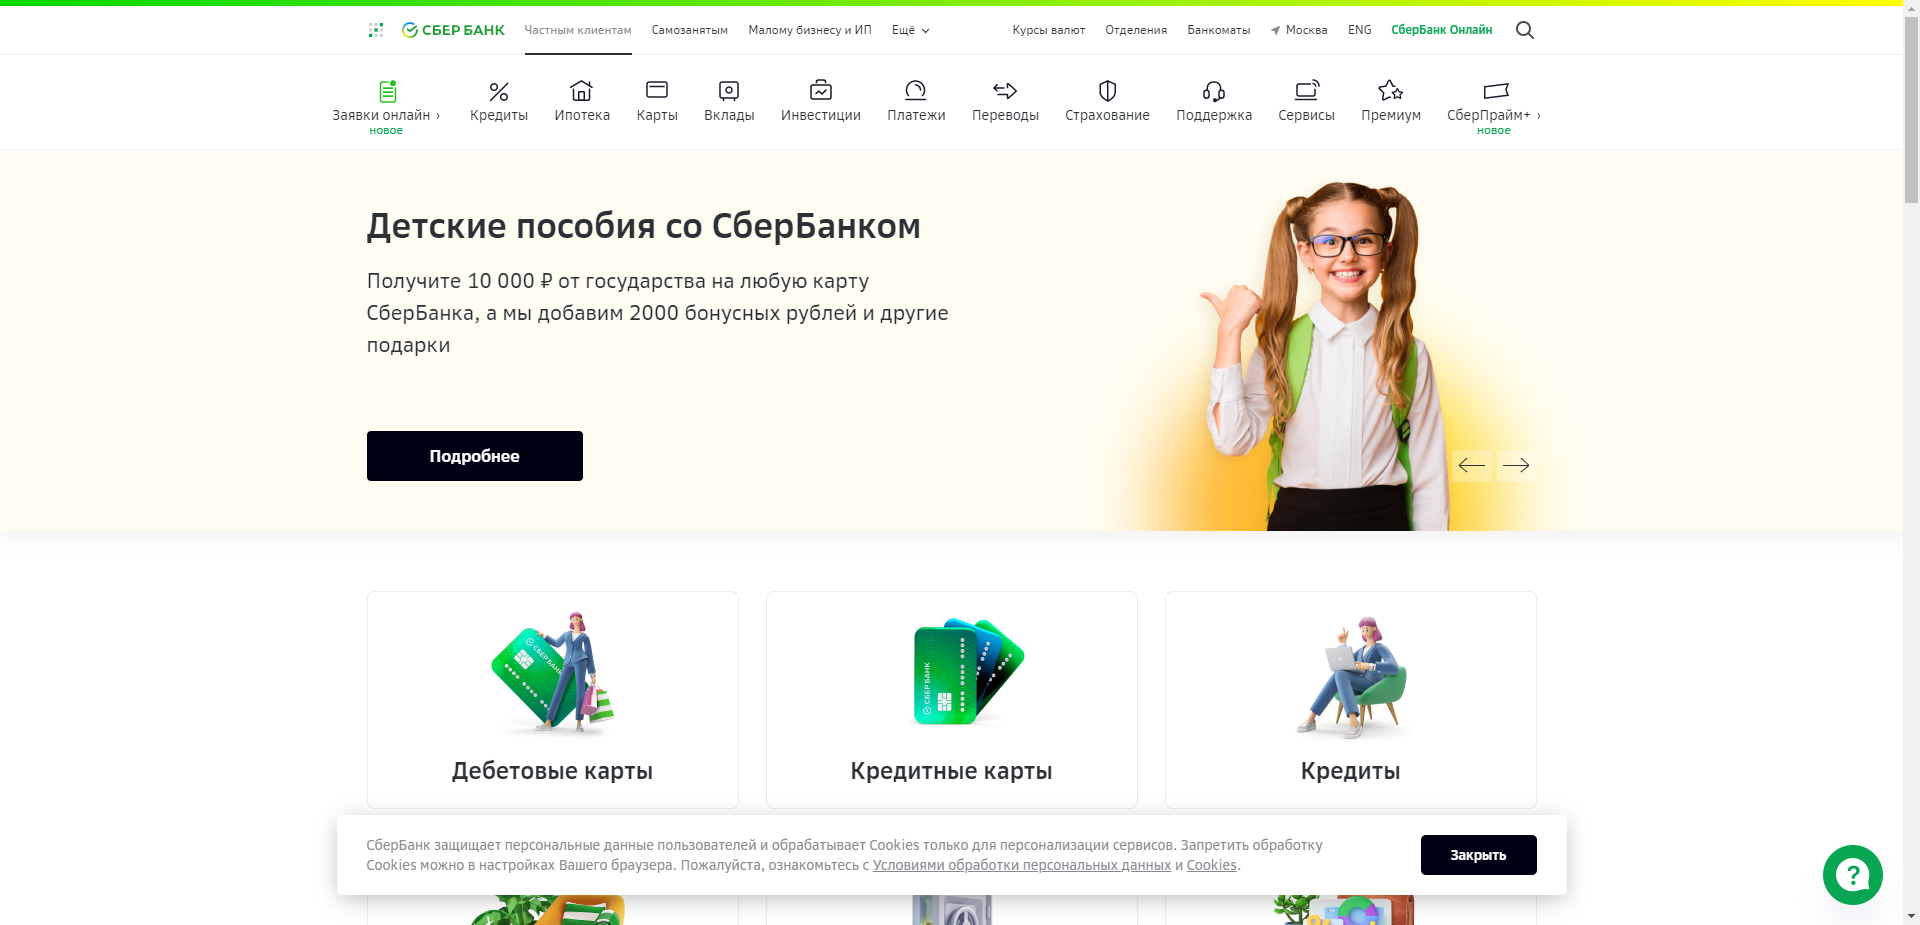 СБЕР БАНК
Частным клиентам
Самозанятым
Малому бизнесу и ИП
Ещё
Курсы валют
Отделения
Банкоматы
Москва
ENG
СберБанк Онлайн
Заявки онлайн ›
новое
Кредиты
Ипотека
Карты
Вклады
Инвестиции
Платежи
Переводы
Страхование
Поддержка
Сервисы
Премиум
СберПрайм+ ›
новое
Детские пособия со СберБанком
Получите 10 000 ₽ от государства на любую карту
СберБанка, а мы добавим 2000 бонусных рублей и другие
подарки
Подробнее
СБЕР БАНК
СБЕР БАНК
Дебетовые карты
Кредитные карты
Кредиты
СберБанк защищает персональные данные пользователей и обрабатывает Cookies только для персонализации сервисов. Запретить обработку
Cookies можно в настройках Вашего браузера. Пожалуйста, ознакомьтесь с Условиями обработки персональных данных и Cookies.
Закрыть
?